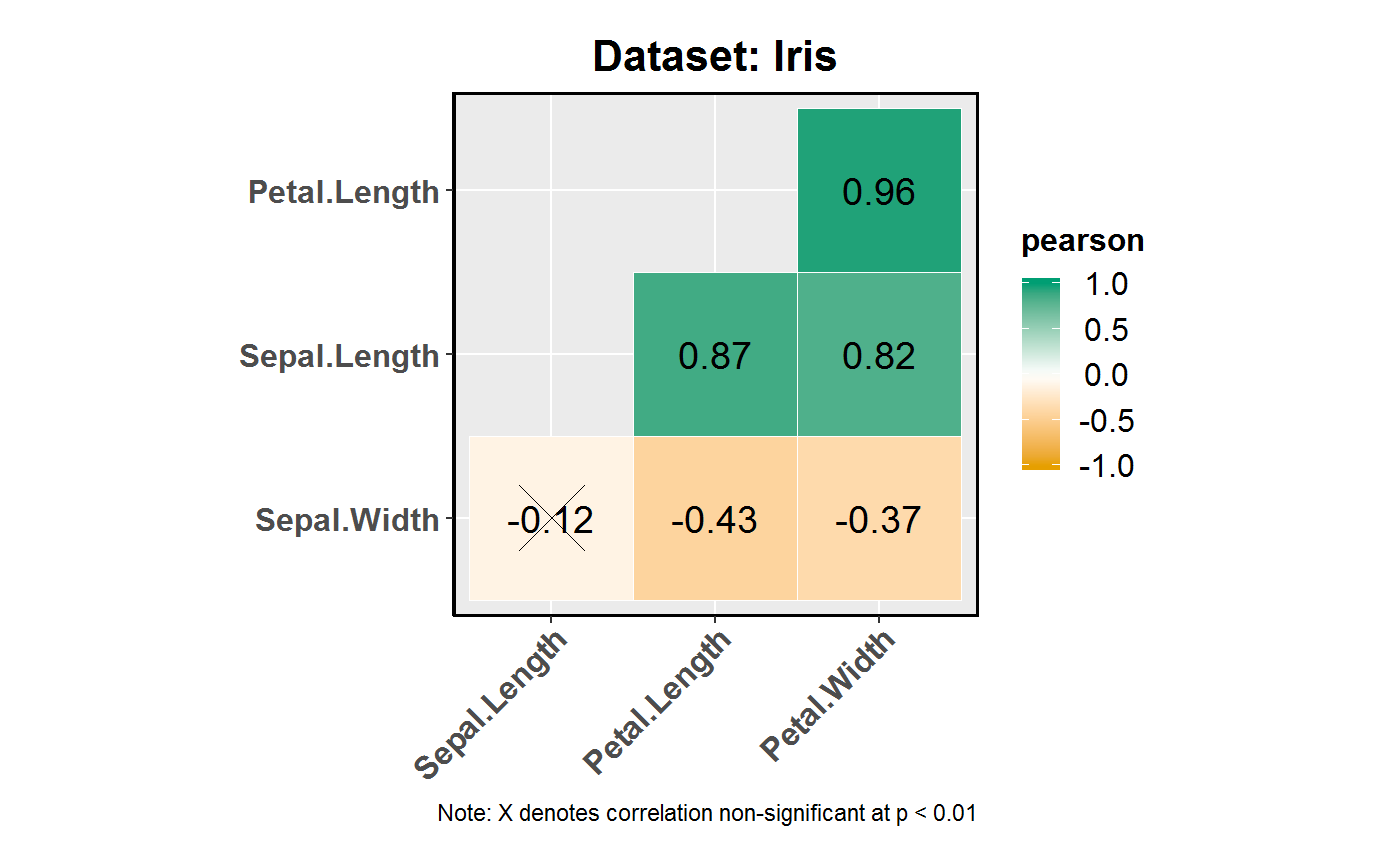 Dataset: Iris
Petal.Length
0.96
Sepal.Length
0.87 0.82
Sepal.Width
-0.12 -0.43 -0.37
Sepal.Length
Petal.Length
Petal.Width
pearson
1.0
0.5
0.0
-0.5
-1.0
Note: X denotes correlation non-significant at p < 0.01